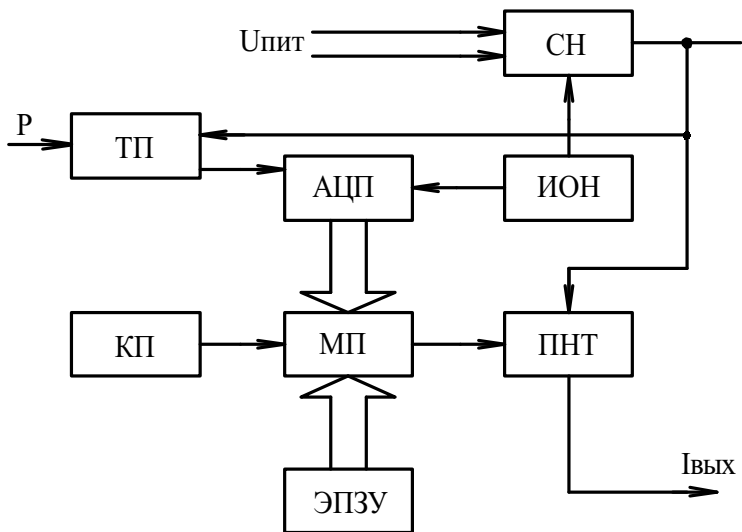 Uпит
СН
P
ТП
АЦП
ИОН
КП
МП
ПНТ
ЭПЗУ
Iвых